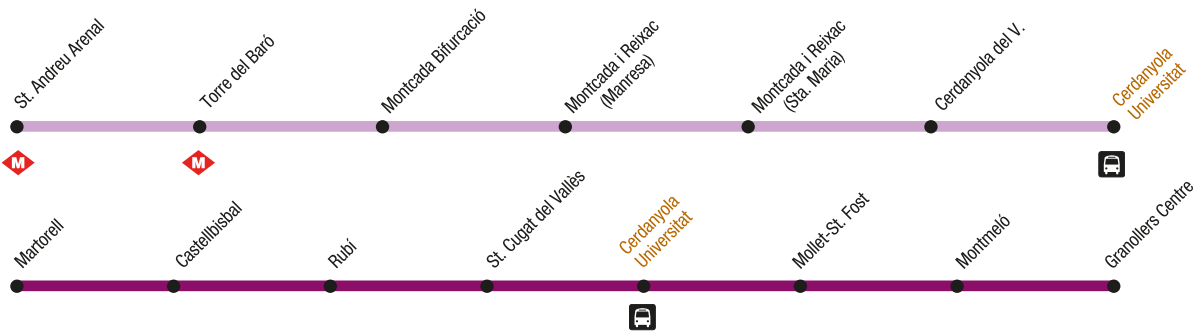 St. Andreu Arenal
Torre del Baró
Montcada Bifurcació
Montcada i Reixac
(Manresa)
Montcada i Reixac
(Sta. Maria)
Cerdanyola del V.
Cerdanyola
Universitat
M
M
Martorell
Castellbisbal
Rubí
St. Cugat del Vallès
Cerdanyola
Universitat
Mollet-St. Fost
Montmeló
Granollers Centre